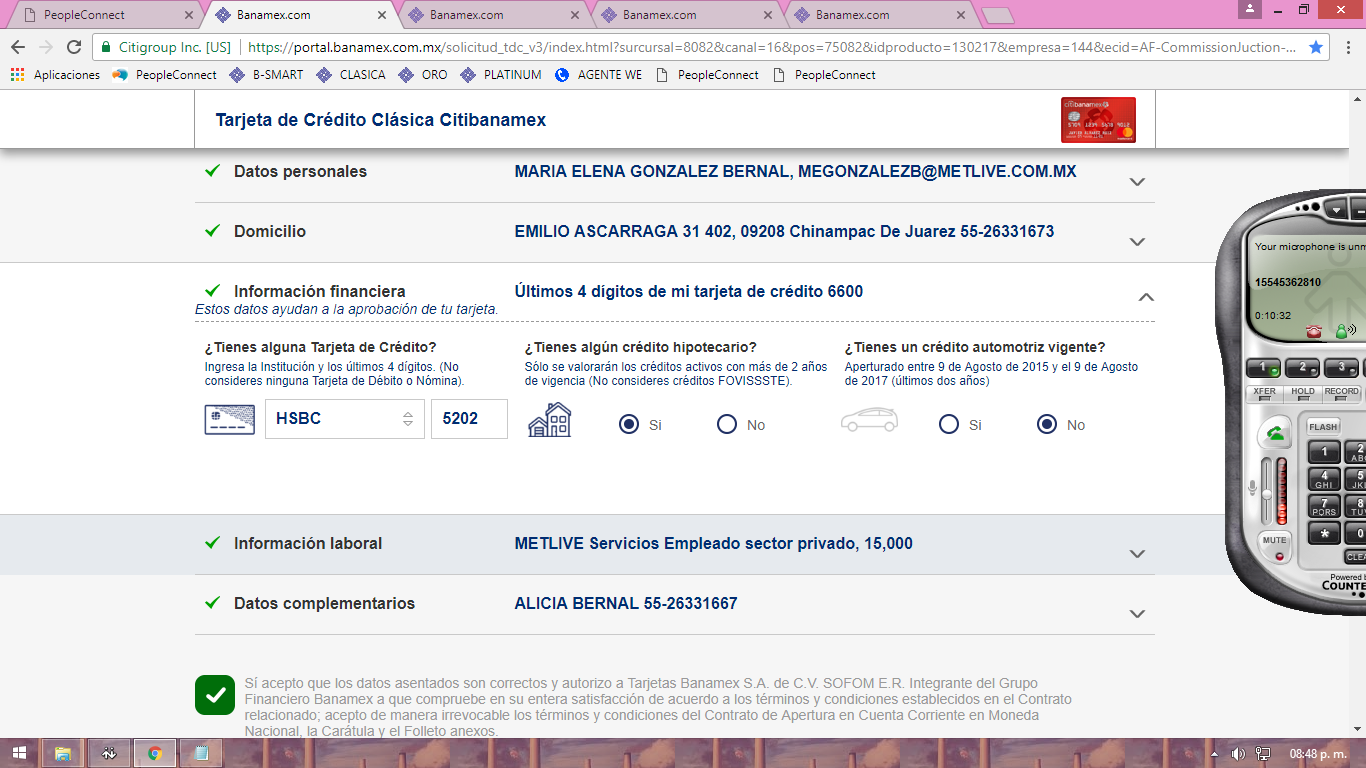 PeopleConnect
Banamex.com
Banamex.com
Banamex.com
Banamex.com
Citigroup Inc. [US]
https://portal.banamex.com.mx/solicitud_tdc_v3/index.html?sursursal=8082&canal=16&pos=75082&idproducto=130217&empresa=144&ecid=AF-CommissionJuction-...
Aplicaciones PeopleConnect B-SMART CLASICA ORO PLATINUM AGENTE WE PeopleConnect PeopleConnect
Tarjeta de Crédito Clásica Citibanamex
citibanamex
Datos personales
MARIA ELENA GONZALEZ BERNAL, MEGONZALEZB@METLIVE.COM.MX
Domicilio
EMILIO ASCARRAGA 31 402, 09208 Chinampac De Juarez 55-26331673
Información financiera
Últimos 4 dígitos de mi tarjeta de crédito 6600
Estos datos ayudan a la aprobación de tu tarjeta.
¿Tienes alguna Tarjeta de Crédito?
Ingresa la Institución y los últimos 4 dígitos. (No
consideres ninguna Tarjeta de Débito o Nómina).
HSBC
5202
¿Tienes algún crédito hipotecario?
Sólo se valorarán los créditos activos con más de 2 años
de vigencia (No consideres créditos FOVISSSTE).
Si No
¿Tienes un crédito automotriz vigente?
Aperturado entre 9 de Agosto de 2015 y el 9 de Agosto
de 2017 (últimos dos años)
Si No
Información laboral
METLIVE Servicios Empleado sector privado, 15,000
Datos complementarios
ALICIA BERNAL 55-26331667
Sí acepto que los datos asentados son correctos y autorizo a Tarjetas Banamex S.A. de C.V. SOFOM E.R. Integrante del Grupo
Financiero Banamex a que compruebe en su entera satisfacción de acuerdo a los términos y condiciones establecidos en el Contrato
relacionado; acepto de manera irrevocable los términos y condiciones del Contrato de Apertura en Cuenta Corriente en Moneda
Nacional, la Carátula y el Folleto anexos.
Your microphone is unm
15545362810
0:10:32
1 2 3
XFER HOLD RECORD
FLASH
1 2 ABC
4 GHI 5 JK
7 PQRS 8 TU
* 0
MUTE
CLEA
Powered b
COUNTE
08:48 p. m.